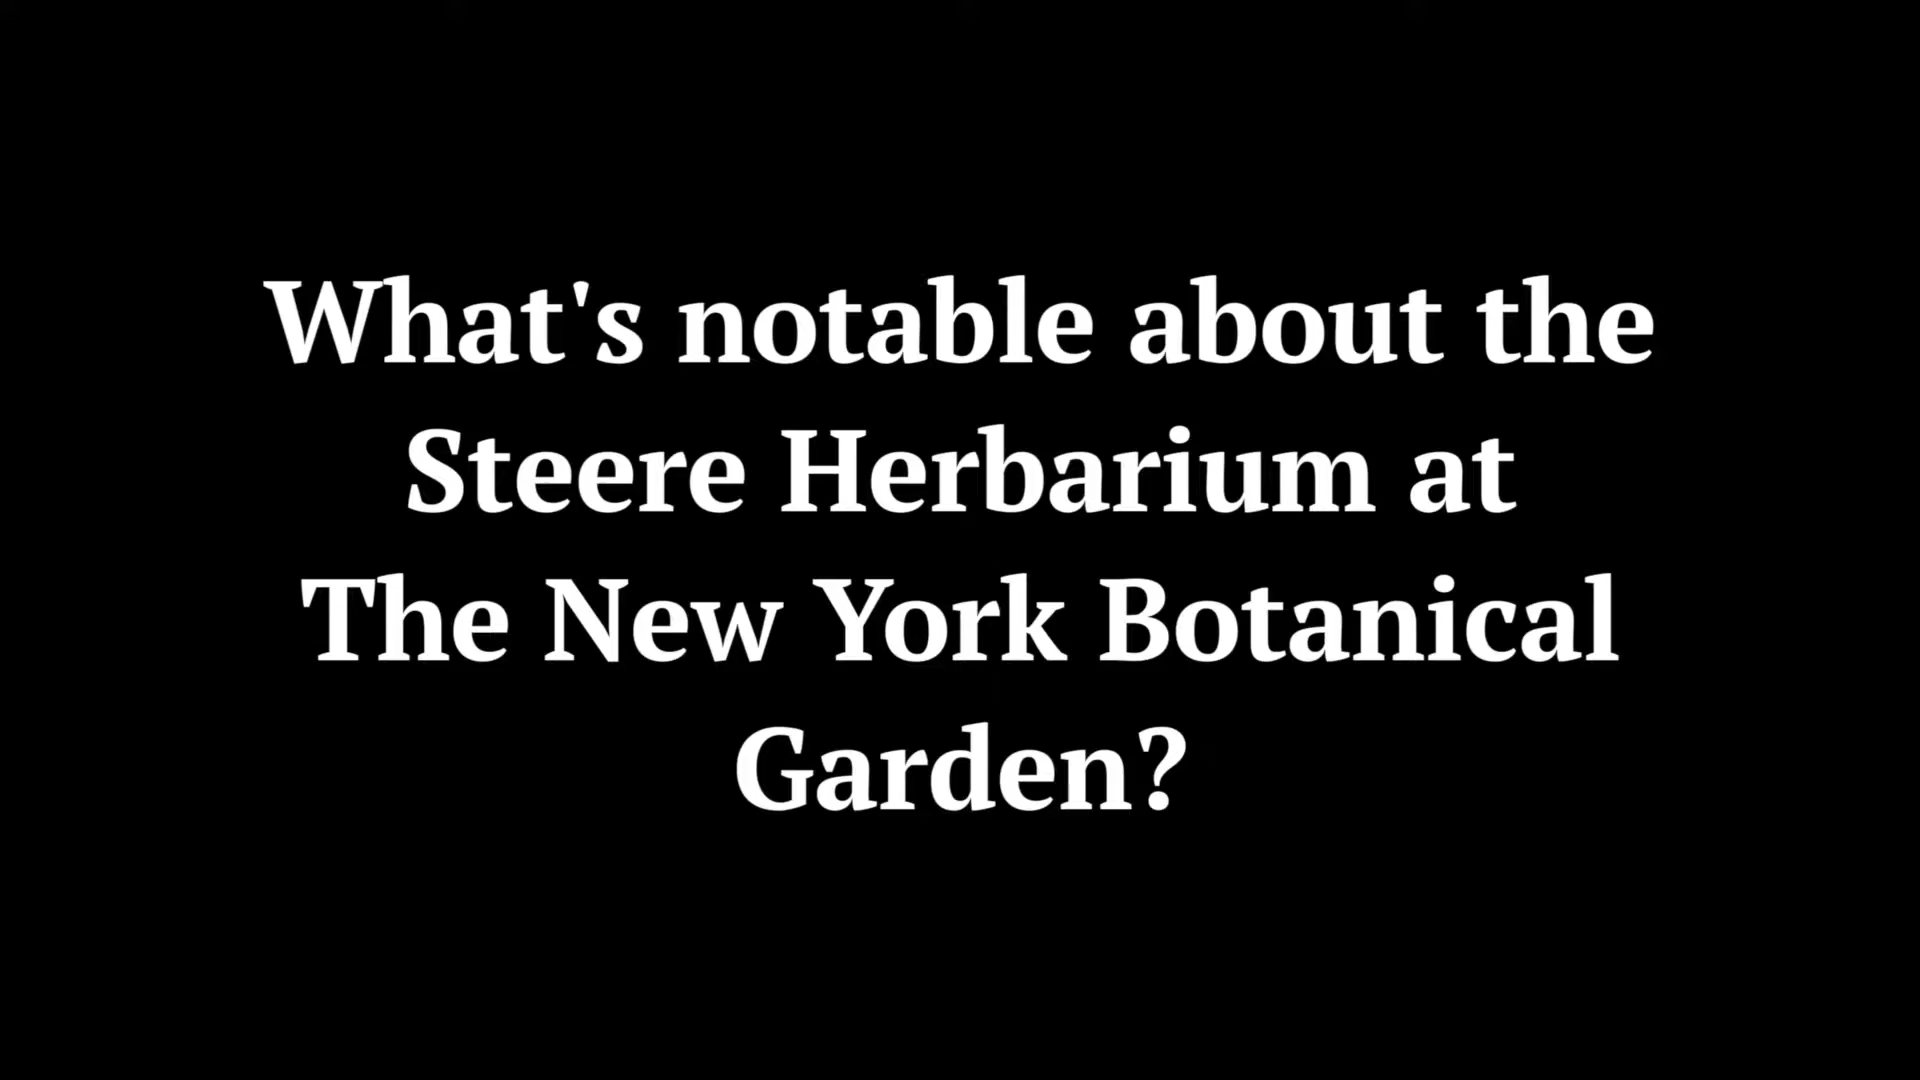 What's notable about the
Steere Herbarium at
The New York Botanical
Garden?